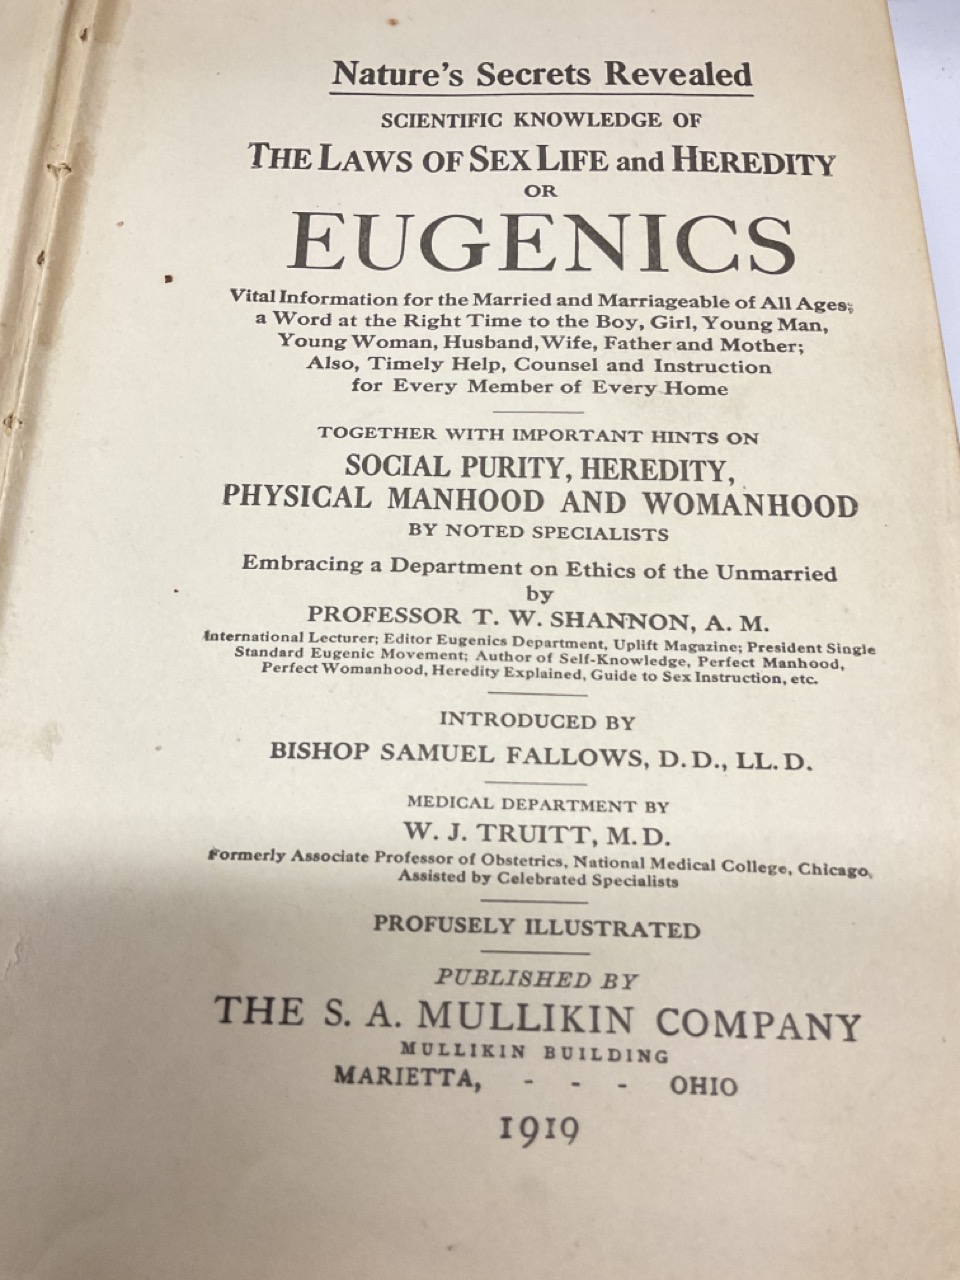 Nature's Secrets Revealed
SCIENTIFIC KNOWLEDGE OF
THE LAWS OF SEX LIFE and HEREDITY
OR
EUGENICS
Vital Information for the Married and Marriageable of All Ages;
a Word at the Right Time to the Boy, Girl, Young Man,
Young Woman, Husband, Wife, Father and Mother;
Also, Timely Help, Counsel and Instruction
for Every Member of Every Home
TOGETHER WITH IMPORTANT HINTS ON
SOCIAL PURITY, HEREDITY,
PHYSICAL MANHOOD AND WOMANHOOD
BY NOTED SPECIALISTS
Embracing a Department on Ethics of the Unmarried
by
PROFESSOR T. W. SHANNON, A. M.
International Lecturer; Editor Eugenics Department, Uplift Magazine; President Single
Standard Eugenic Movement; Author of Self-Knowledge, Perfect Manhood,
Perfect Womanhood, Heredity Explained, Guide to Sex Instruction, etc.
INTRODUCED BY
BISHOP SAMUEL FALLOWS, D. D., LL. D.
MEDICAL DEPARTMENT BY
W. J. TRUITT, M. D.
Formerly Associate Professor of Obstetrics, National Medical College, Chicago,
Assisted by Celebrated Specialists
PROFUSELY ILLUSTRATED
PUBLISHED BY
THE S. A. MULLIKIN COMPANY
MULLIKIN BUILDING
MARIETTA, - - - OHIO
1919